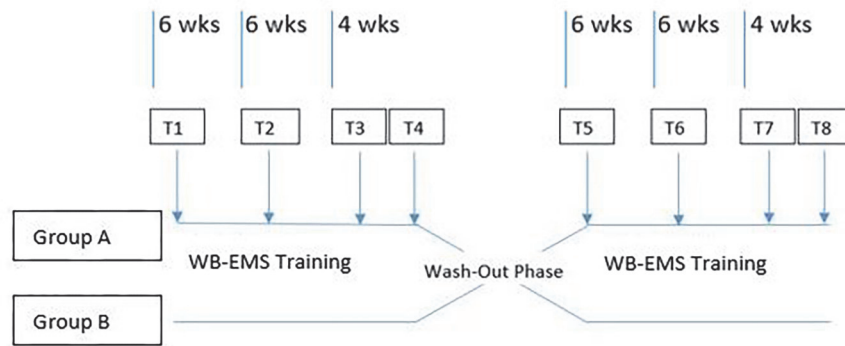 6 wks 6 wks 4 wks 6 wks 6 wks 4 wks
T1 T2 T3 T4 T5 T6 T7 T8
Group A
WB-EMS Training Wash-Out Phase WB-EMS Training
Group B